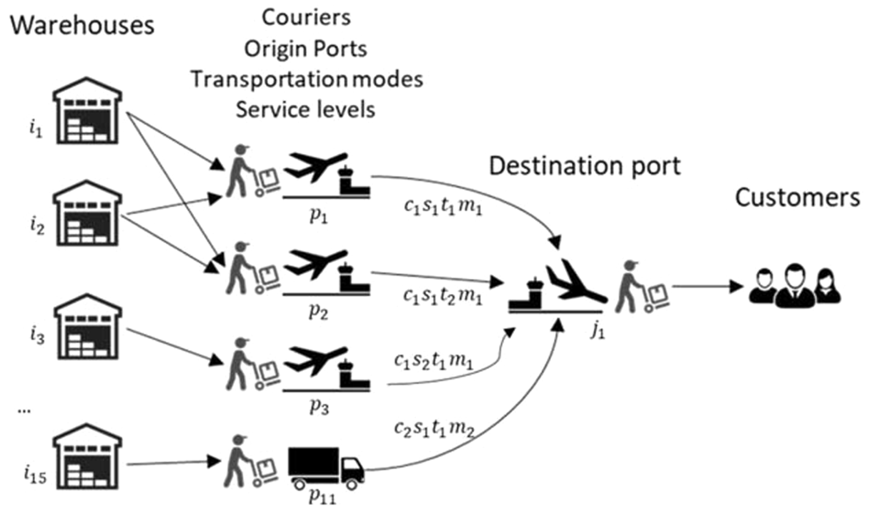 Warehouses
Couriers
Origin Ports
Transportation modes
Service levels
Destination port
Customers
i₁
i₂
i₃
...
i₁₅
p₁
p₂
p₃
p₁₁
c₁s₁t₁m₁
c₁s₁t₂m₁
c₁s₂t₁m₁
c₂s₁t₁m₂
j₁